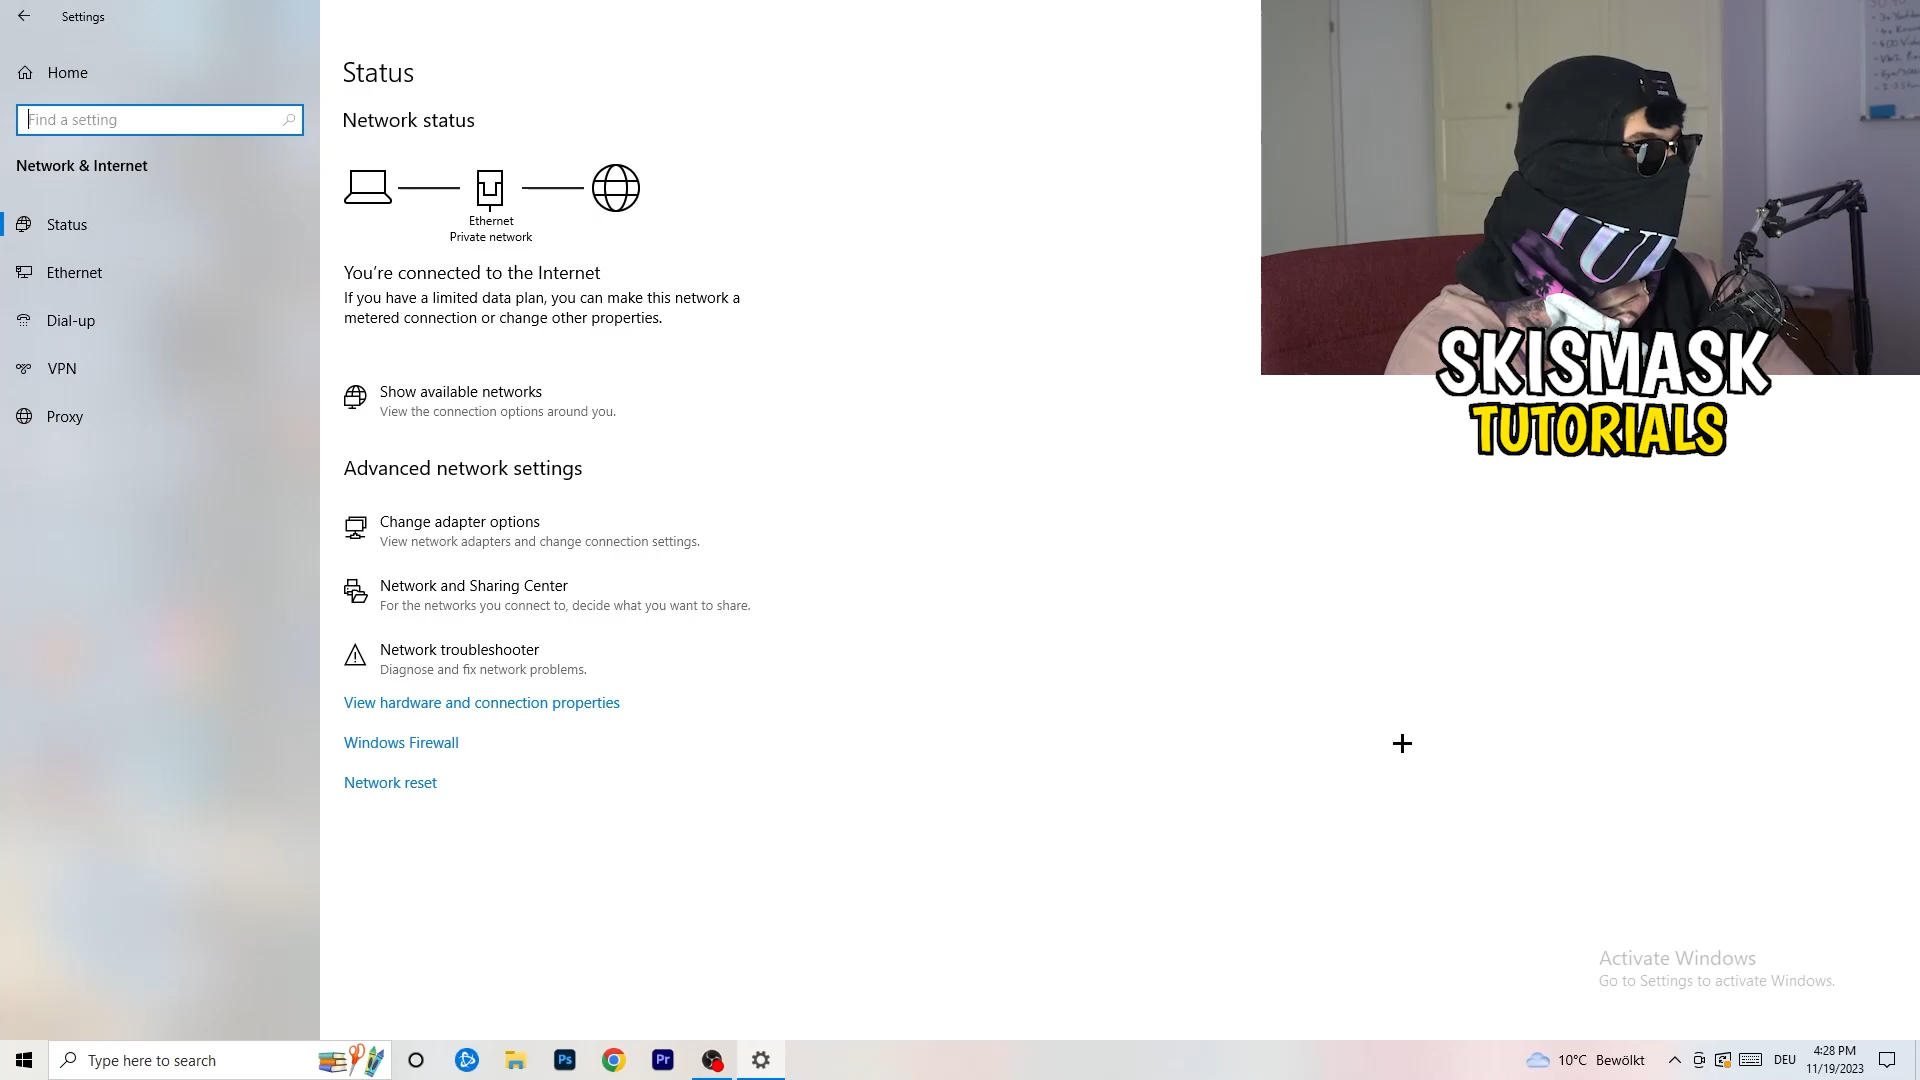 Settings
Home
Find a setting
Network & Internet
Status
Ethernet
Dial-up
VPN
Proxy
Status
Network status
Ethernet
Private network
You're connected to the Internet
If you have a limited data plan, you can make this network a
metered connection or change other properties.
Show available networks
View the connection options around you.
Advanced network settings
Change adapter options
View network adapters and change connection settings.
Network and Sharing Center
For the networks you connect to, decide what you want to share.
Network troubleshooter
Diagnose and fix network problems.
View hardware and connection properties
Windows Firewall
Network reset
SKISMASK
TUTORIALS
Activate Windows
Go to Settings to activate Windows.
Type here to search
Ps
Pr
10°C Bewölkt
DEU
4:28 PM
11/19/2023